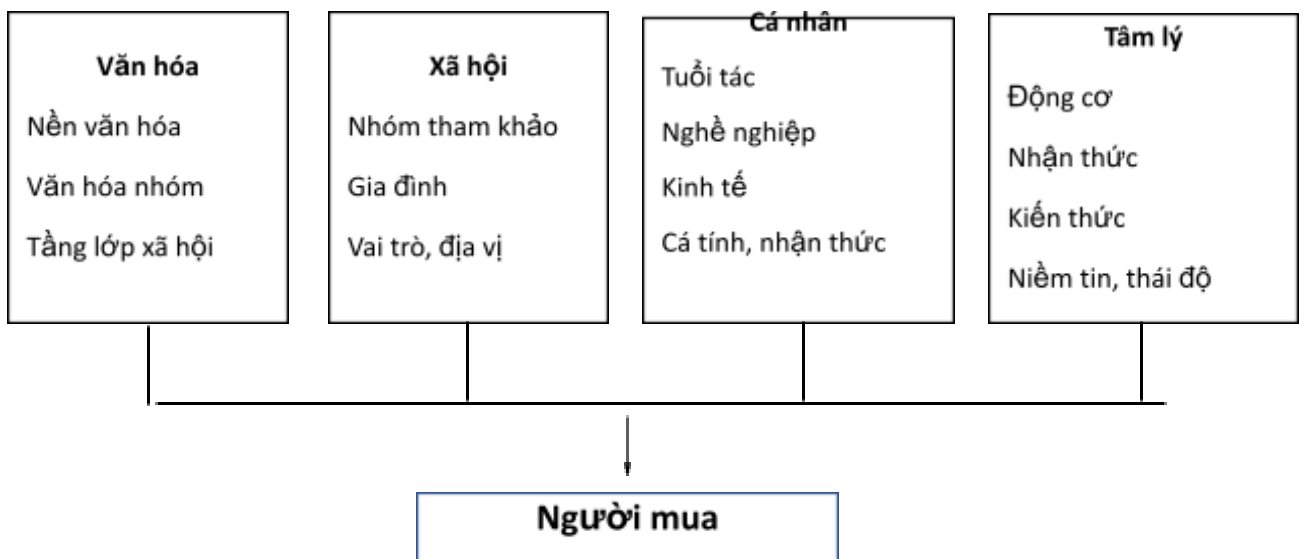 Văn hóa
Nền văn hóa
Văn hóa nhóm
Tầng lớp xã hội
Xã hội
Nhóm tham khảo
Gia đình
Vai trò, địa vị
Cá nhân
Tuổi tác
Nghề nghiệp
Kinh tế
Cá tính, nhận thức
Tâm lý
Động cơ
Nhận thức
Kiến thức
Niềm tin, thái độ
Người mua